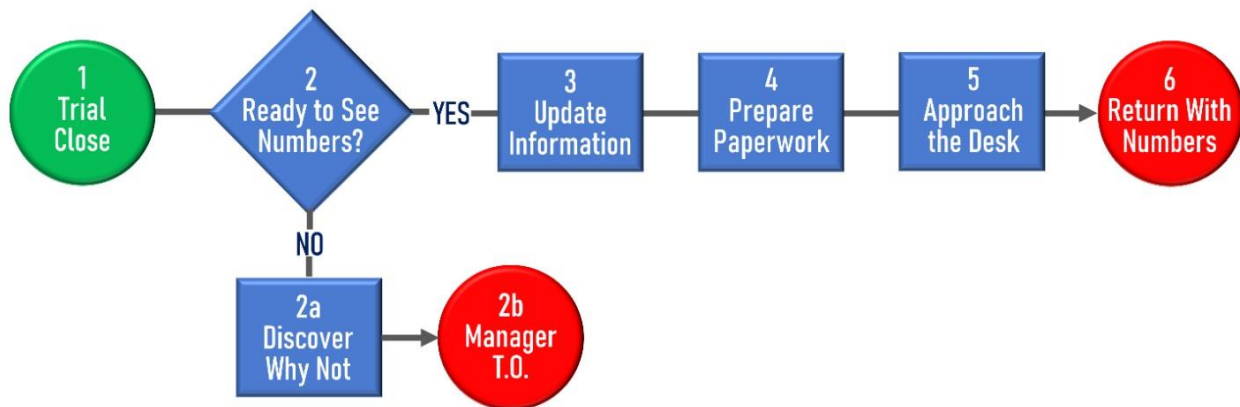 1
Trial
Close
2
Ready to See
Numbers?
YES
3
Update
Information
4
Prepare
Paperwork
5
Approach
the Desk
6
Return With
Numbers
NO
2a
Discover
Why Not
2b
Manager
T.O.